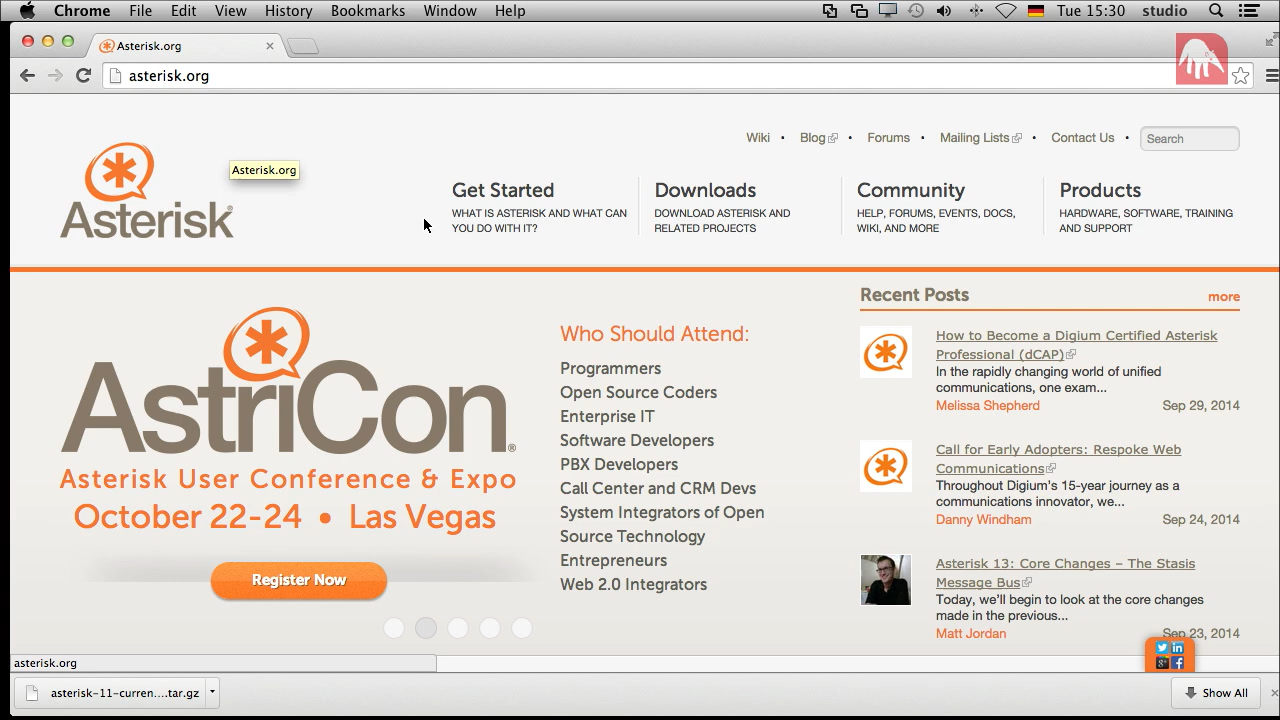 Chrome File Edit View History Bookmarks Window Help Tue 15:30 studio
Asterisk.org
asterisk.org
Wiki • Blog • Forums • Mailing Lists • Contact Us • Search
Asterisk®
Asterisk.org
Get Started
WHAT IS ASTERISK AND WHAT CAN
YOU DO WITH IT?
Downloads
DOWNLOAD ASTERISK AND
RELATED PROJECTS
Community
HELP, FORUMS, EVENTS, DOCS,
WIKI, AND MORE
Products
HARDWARE, SOFTWARE, TRAINING
AND SUPPORT
AstriCon®
Asterisk User Conference & Expo
October 22-24 • Las Vegas
Register Now
Who Should Attend:
Programmers
Open Source Coders
Enterprise IT
Software Developers
PBX Developers
Call Center and CRM Devs
System Integrators of Open
Source Technology
Entrepreneurs
Web 2.0 Integrators
Recent Posts more
How to Become a Digium Certified Asterisk
Professional (dCAP)
In the rapidly changing world of unified
communications, one exam...
Melissa Shepherd Sep 29, 2014
Call for Early Adopters: Respoke Web
Communications
Throughout Digium's 15-year journey as a
communications innovator, we...
Danny Windham Sep 24, 2014
Asterisk 13: Core Changes – The Stasis
Message Bus
Today, we'll begin to look at the core changes
made in the previous...
Matt Jordan Sep 23, 2014
asterisk.org
asterisk-11-curren....tar.gz
Show All